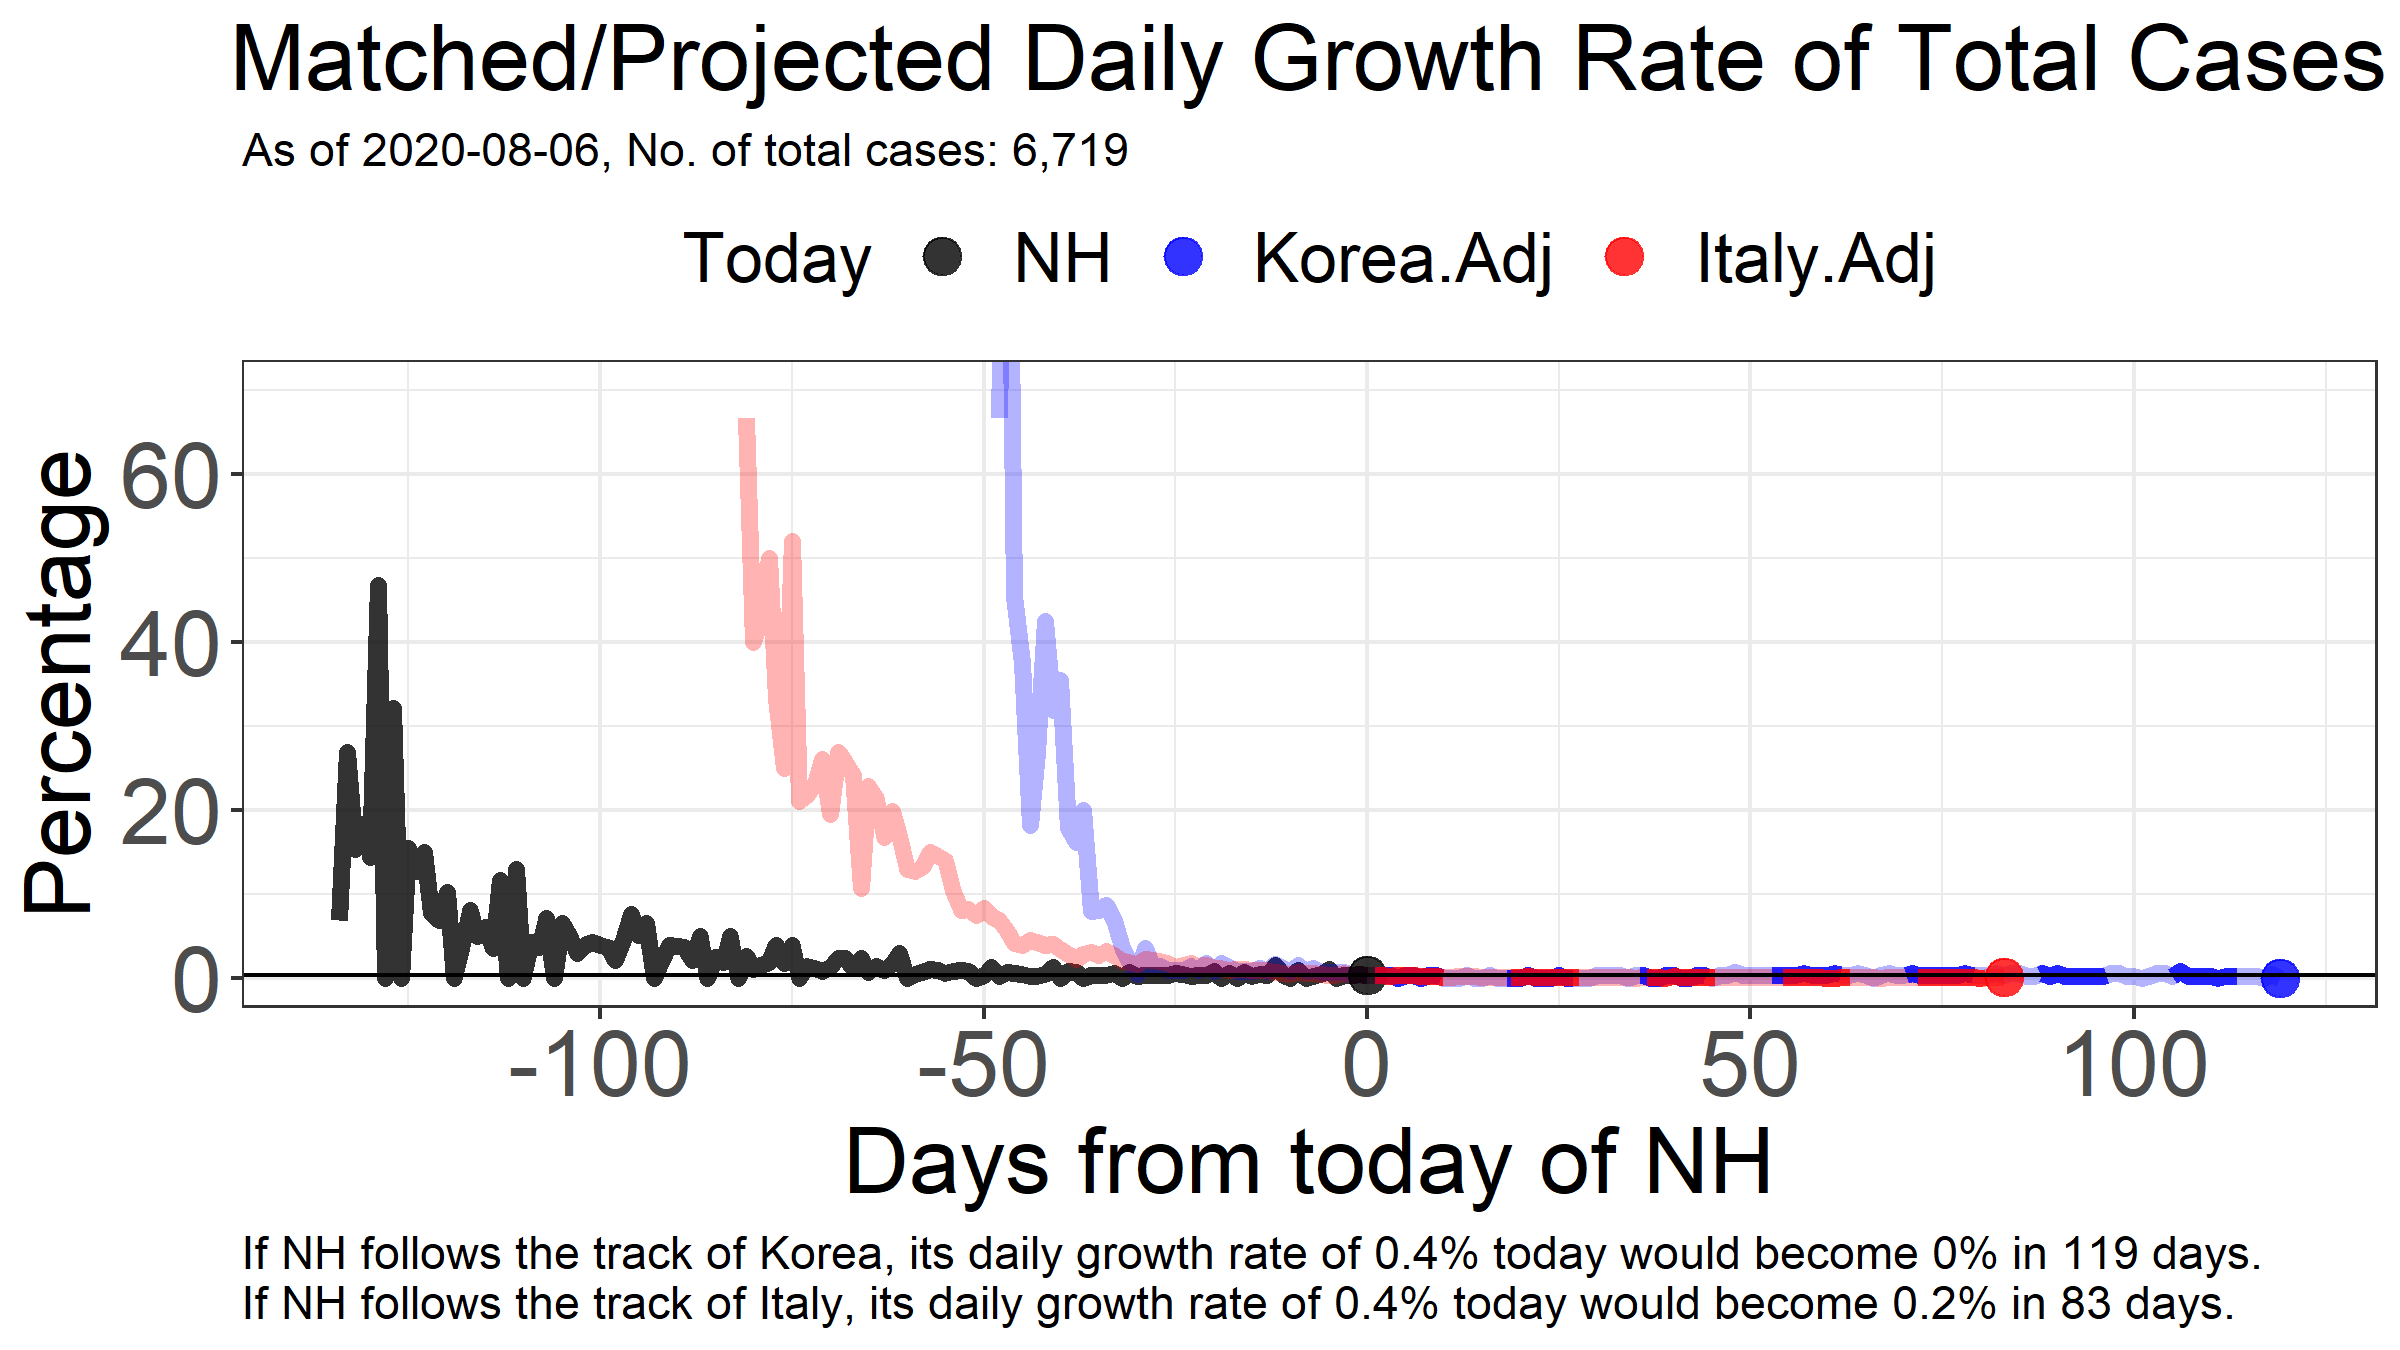 Matched/Projected Daily Growth Rate of Total Cases
As of 2020-08-06, No. of total cases: 6,719
Today NH Korea.Adj Italy.Adj
Percentage
60
40
20
0
-100 -50 0 50 100
Days from today of NH
If NH follows the track of Korea, its daily growth rate of 0.4% today would become 0% in 119 days.
If NH follows the track of Italy, its daily growth rate of 0.4% today would become 0.2% in 83 days.